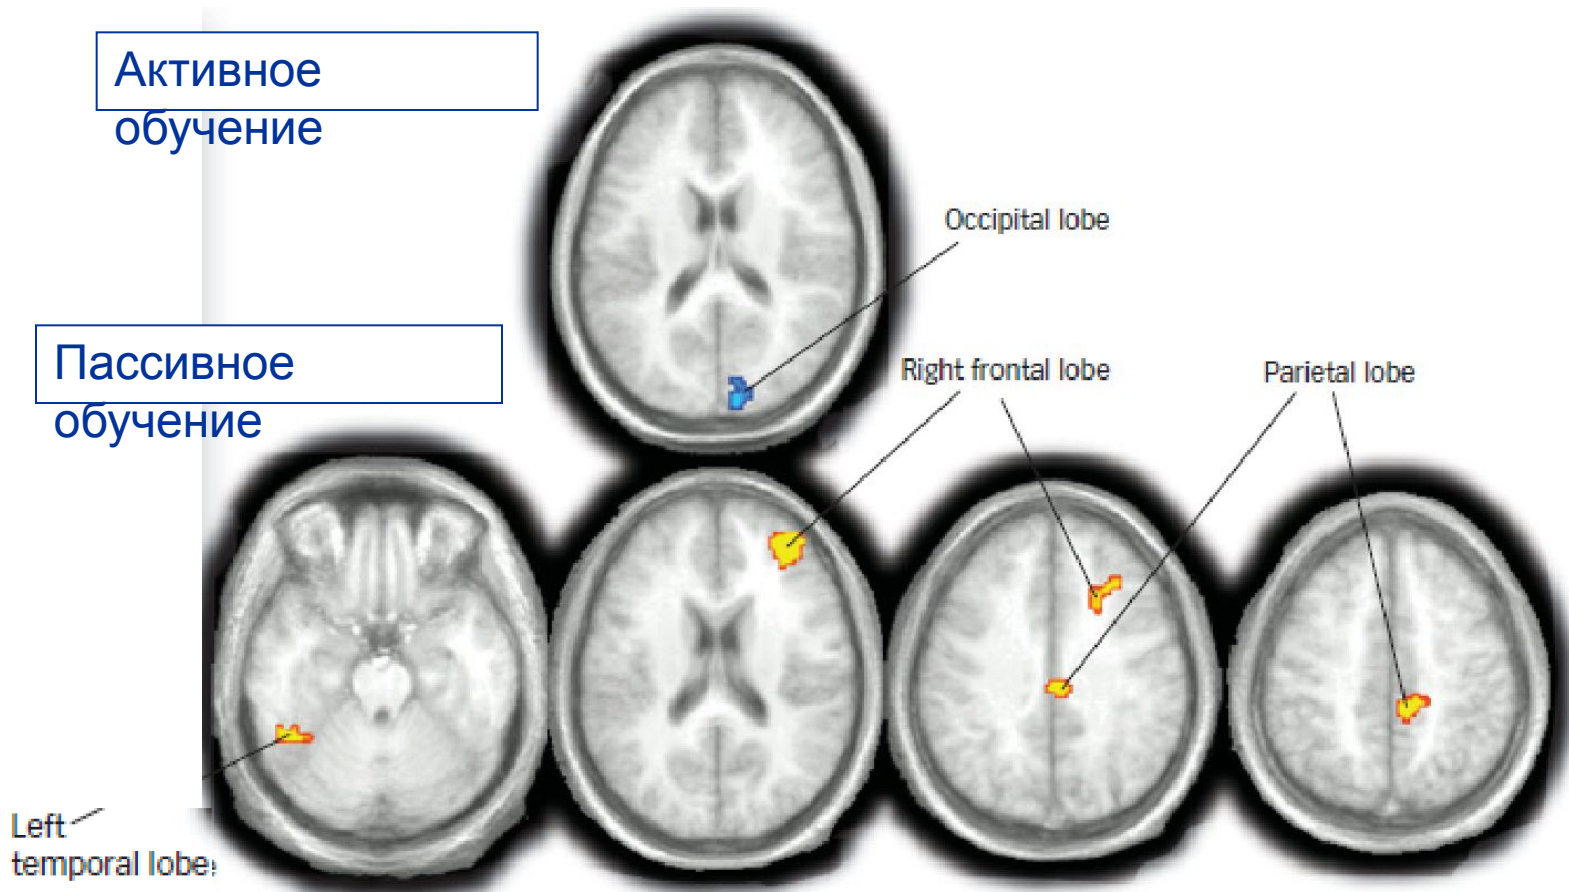 Активное
обучение
Occipital lobe
Пассивное
обучение
Right frontal lobe
Parietal lobe
Left
temporal lobe